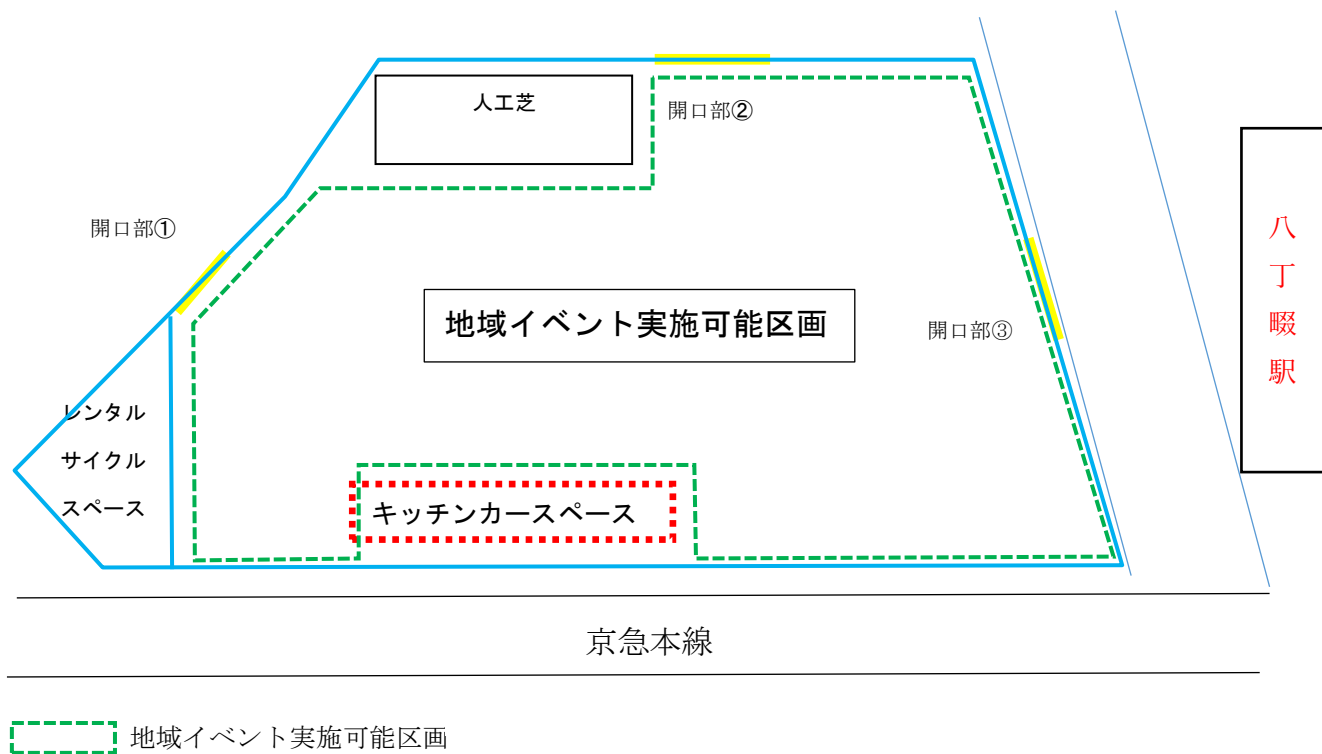 人工芝
開口部②
開口部①
八丁畷駅
地域イベント実施可能区画
開口部③
レンタル
サイクル
スペース
キッチンカースペース
京急本線
地域イベント実施可能区画